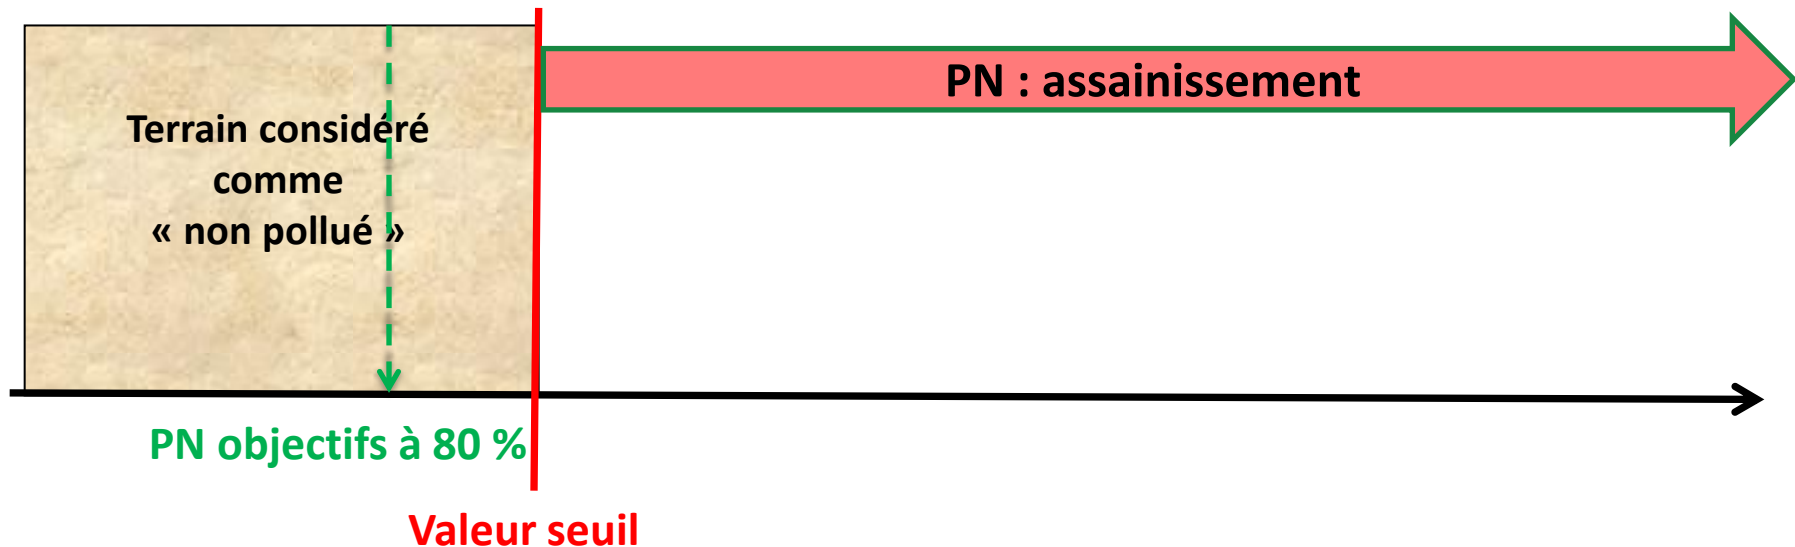 PN : assainissement
Terrain considéré
comme
« non pollué »
PN objectifs à 80 %
Valeur seuil